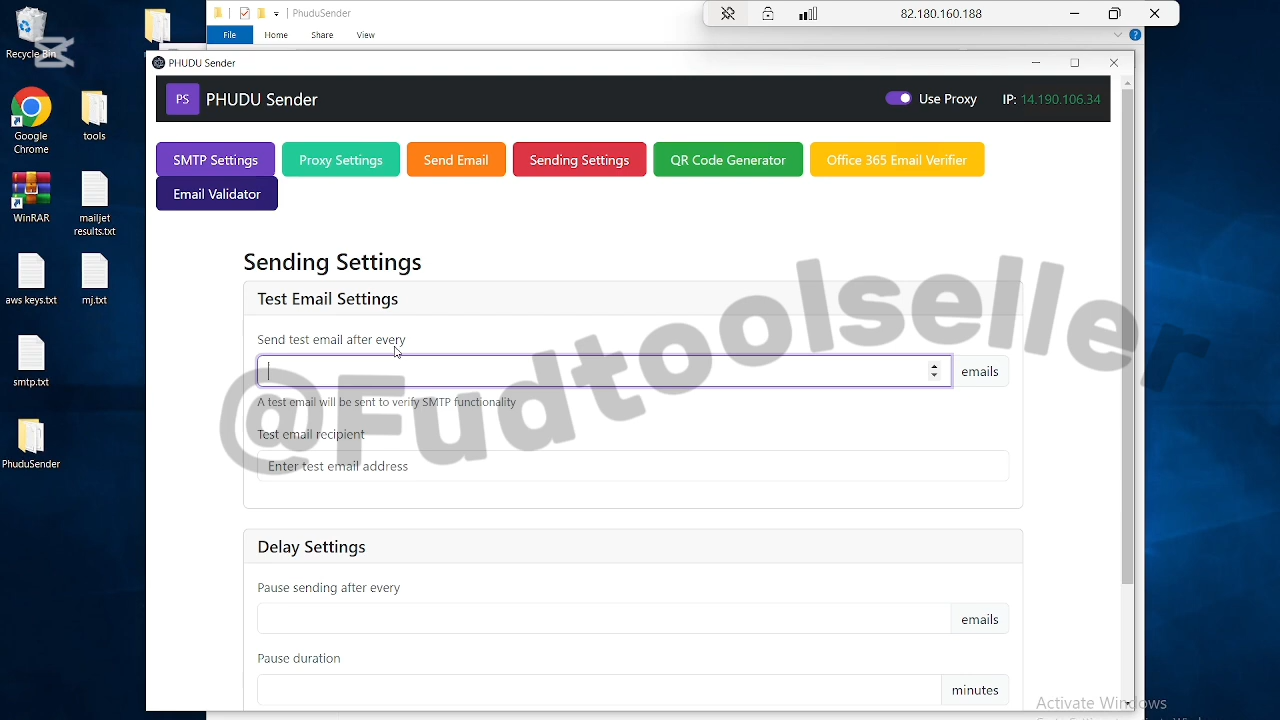 PhuduSender
82.180.160.188
File Home Share View
Recycle Bin
PHUDU Sender
PS PHUDU Sender
Use Proxy IP: 14.190.106.34
Google Chrome
tools
SMTP Settings Proxy Settings Send Email Sending Settings QR Code Generator Office 365 Email Verifier
Email Validator
WinRAR
mailjet results.txt
aws keys.txt
mj.txt
smtp.txt
PhuduSender
Sending Settings
Test Email Settings
Send test email after every
emails
A test email will be sent to verify SMTP functionality
Test email recipient
Enter test email address
@Fudtoolseller
Delay Settings
Pause sending after every
emails
Pause duration
minutes
Activate Windows